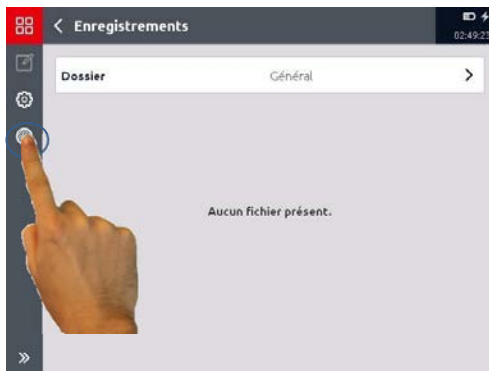 Enregistrements
02:49:23
Dossier
Général
Aucun fichier présent.